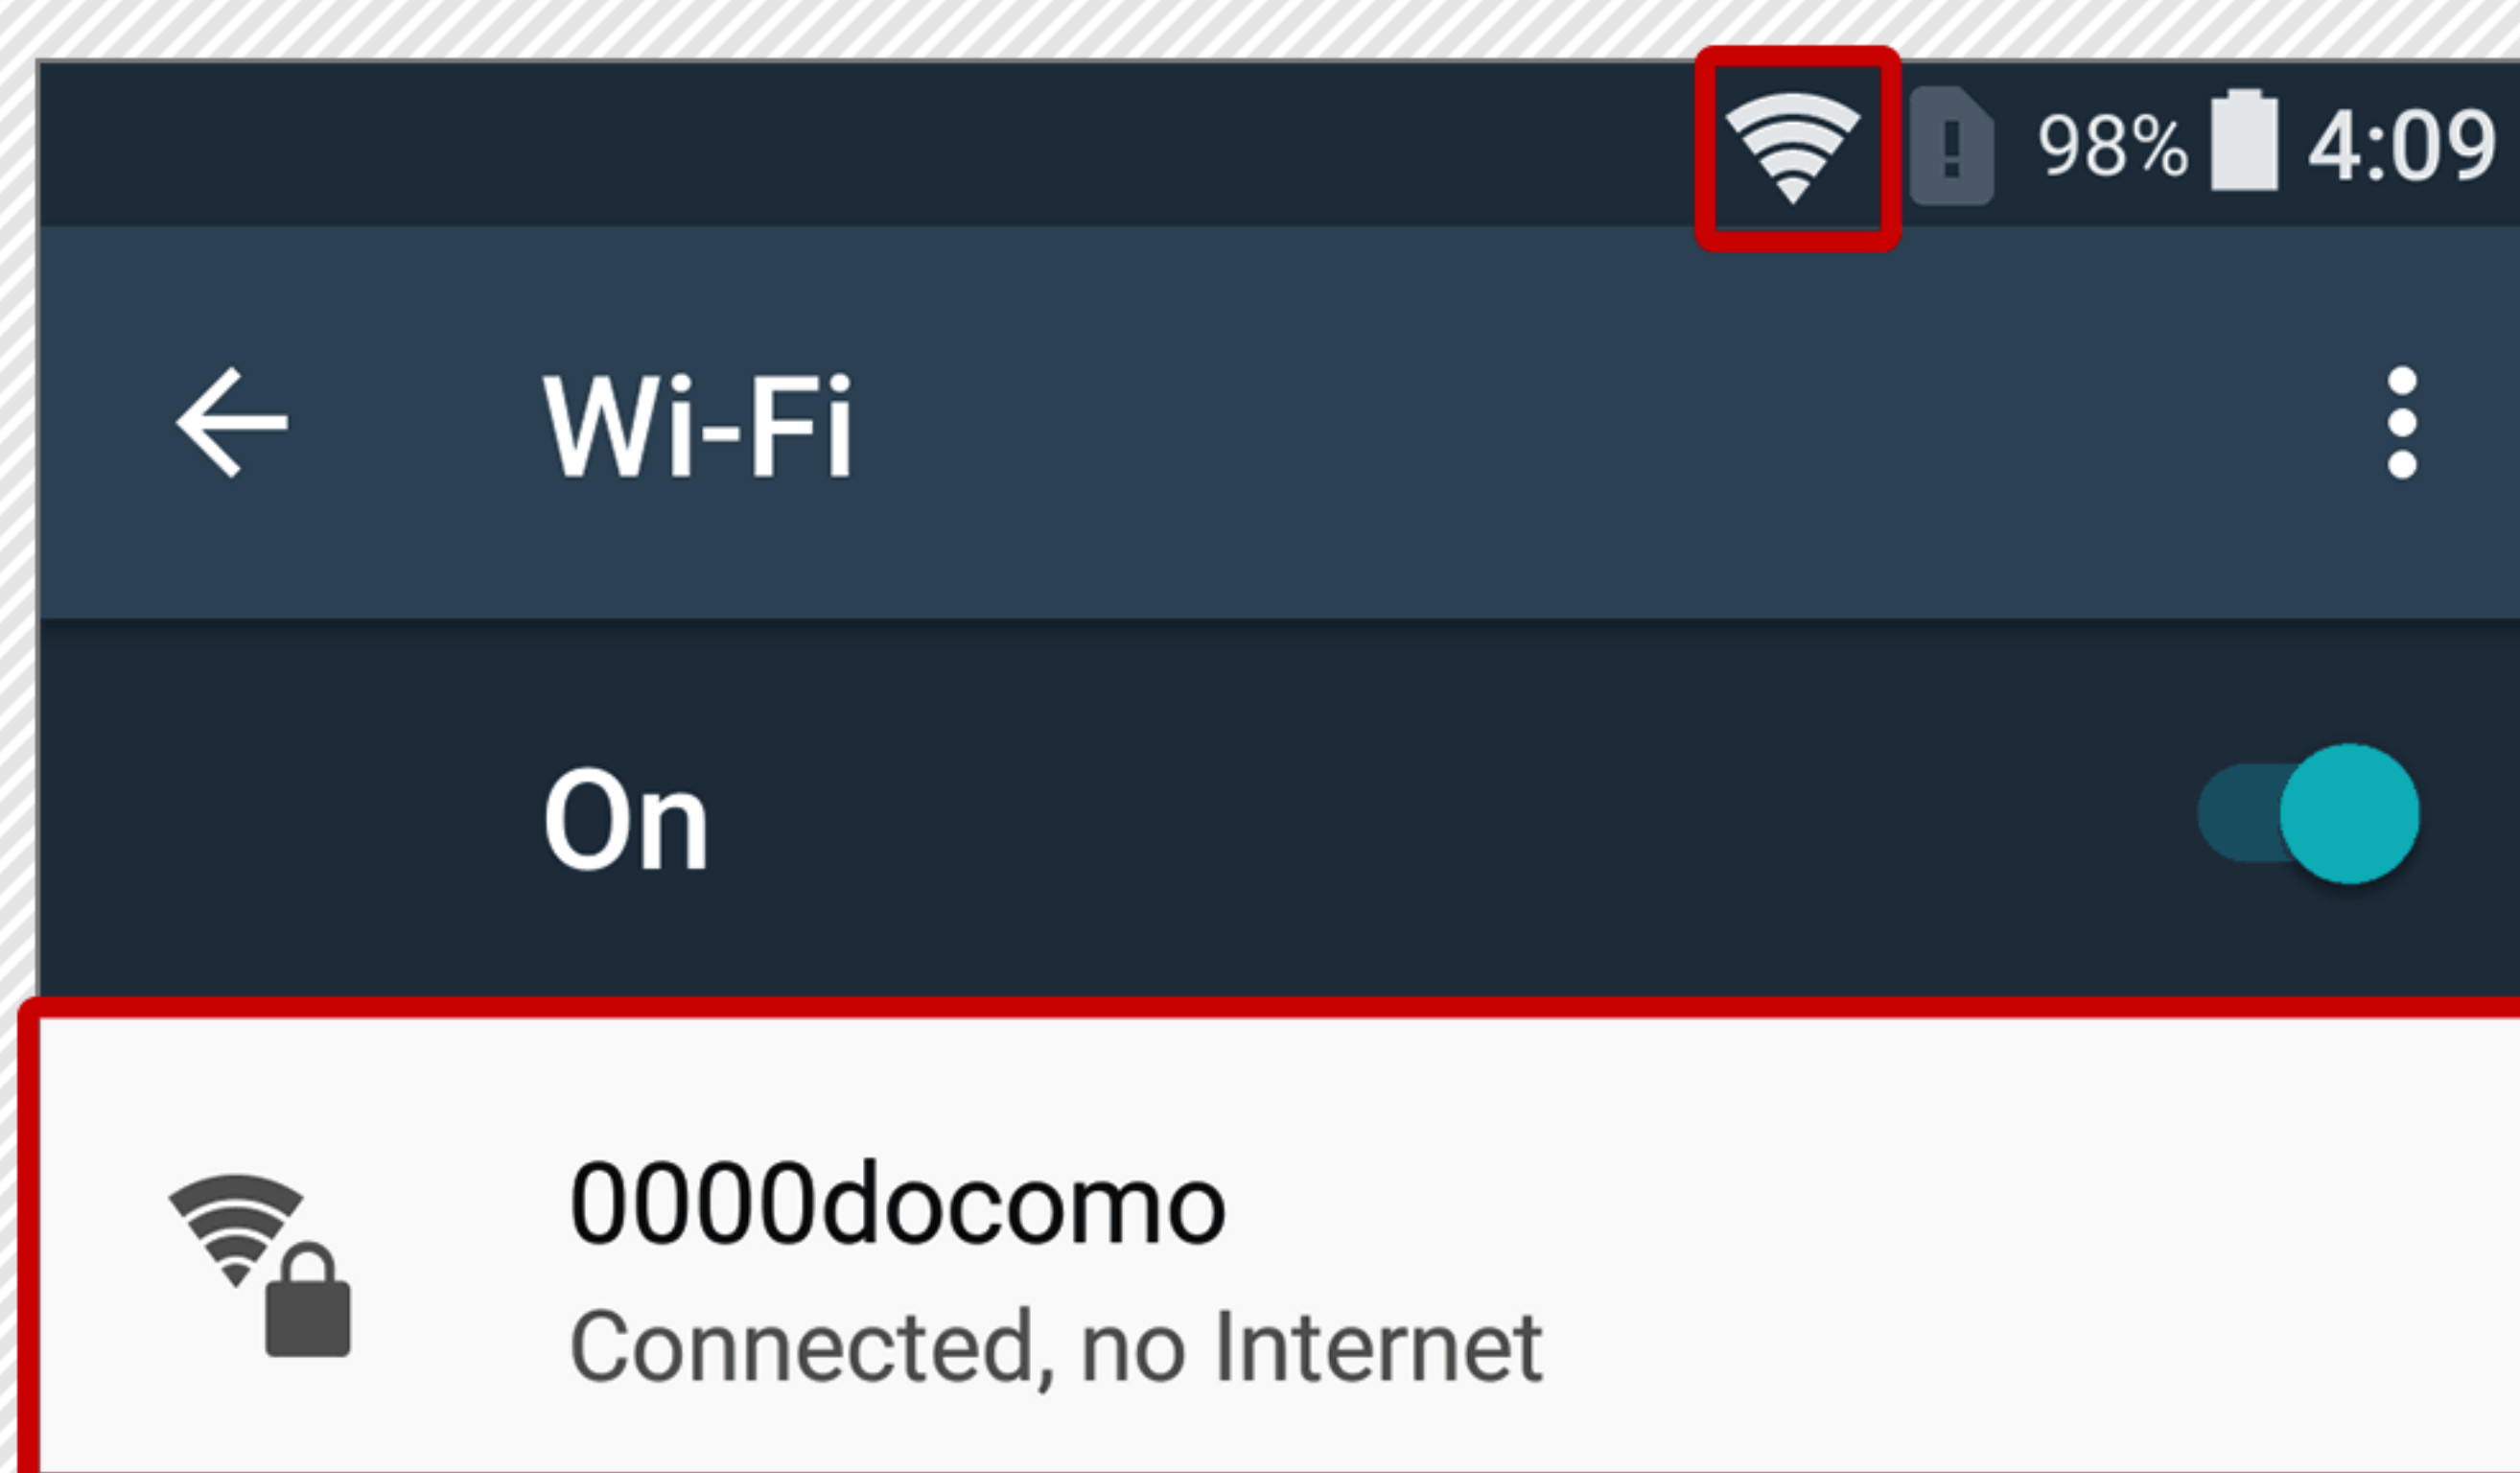 98% 4:09
Wi-Fi
On
0000docomo
Connected, no Internet